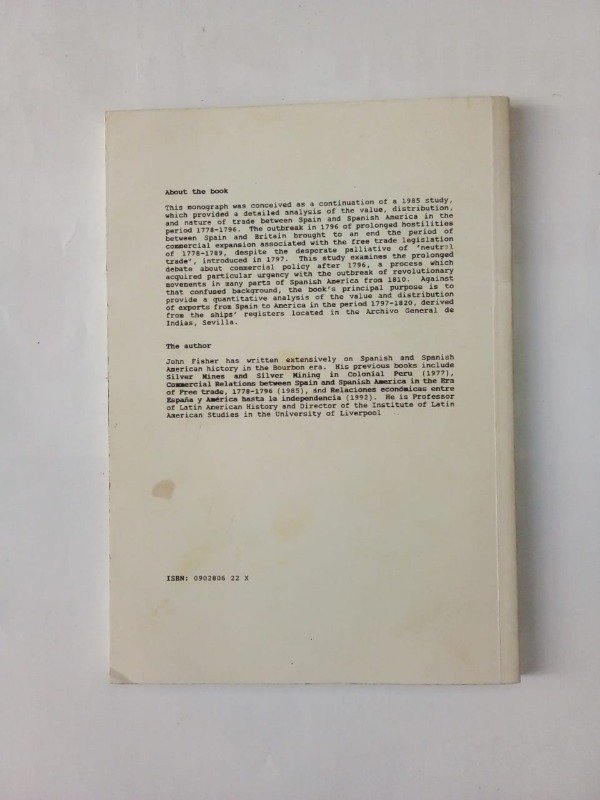 About the book
This monograph was conceived as a continuation of a 1985 study,
which provided a detailed analysis of the value, distribution,
and nature of trade between Spain and Spanish America in the
period 1778-1796. The outbreak in 1796 of prolonged hostilities
between Spain and Britain brought to an end the period of
commercial expansion associated with the free trade legislation
of 1778-1789, despite the desperate palliative of 'neutral
trade', introduced in 1797. This study examines the prolonged
debate about commercial policy after 1796, a process which
acquired particular urgency with the outbreak of revolutionary
movements in many parts of Spanish America from 1810. Against
that confused background, the book's principal purpose is to
provide a quantitative analysis of the value and distribution
of exports from Spain to America in the period 1797-1820, derived
from the ships' registers located in the Archivo General de
Indias, Sevilla.
The author
John Fisher has written extensively on Spanish and Spanish
American history in the Bourbon era. His previous books include
Silver Mines and Silver Mining in Colonial Peru (1977),
Commercial Relations between Spain and Spanish America in the Era
of Free trade, 1778-1796 (1985), and Relaciones económicas entre
España y América hasta la independencia (1992). He is Professor
of Latin American History and Director of the Institute of Latin
American Studies in the University of Liverpool
ISBN: 0902806 22 X